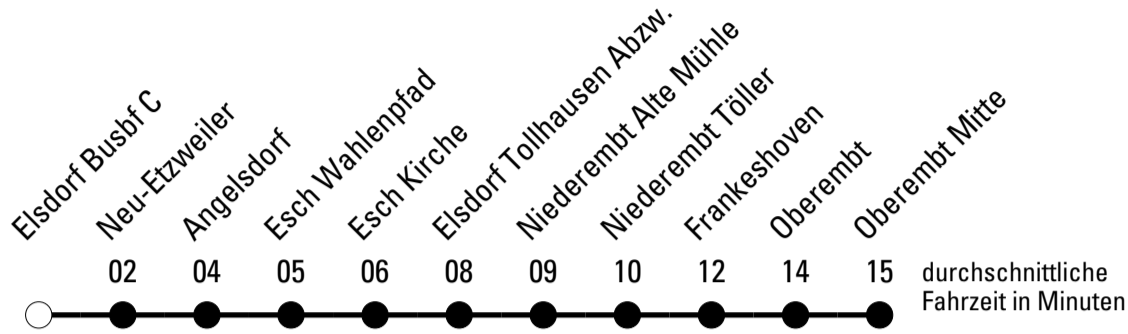 Elsdorf Busbf C
Neu-Etzweiler
Angelsdorf
Esch Wahlenpfad
Esch Kirche
Elsdorf Tollhausen Abzw.
Niederembt Alte Mühle
Niederembt Töller
Frankeshoven
Oberembt
Oberembt Mitte
02 04 05 06 08 09 10 12 14 15
durchschnittliche
Fahrzeit in Minuten